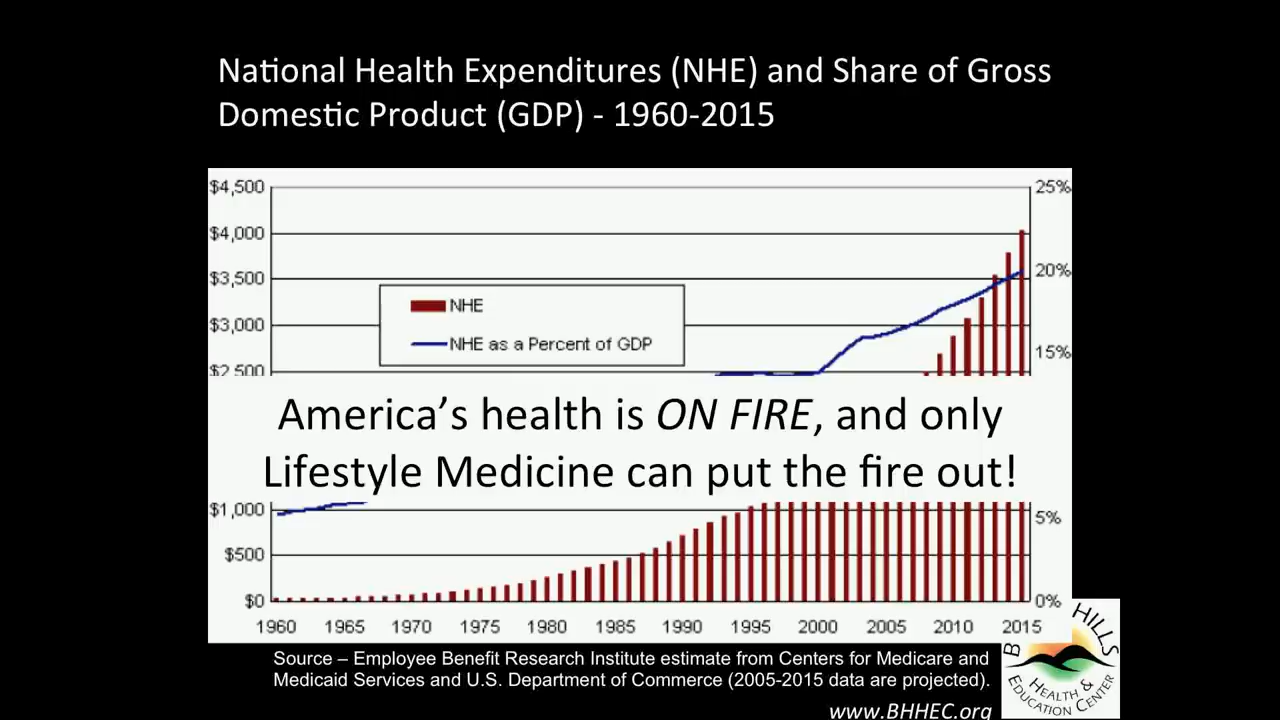 National Health Expenditures (NHE) and Share of Gross
Domestic Product (GDP) - 1960-2015
$4,500
$4,000
$3,500
$3,000
$2,500
$1,000
$500
$0
25%
20%
15%
5%
0%
NHE
NHE as a Percent of GDP
America's health is ON FIRE, and only
Lifestyle Medicine can put the fire out!
1960 1965 1970 1975 1980 1985 1990 1995 2000 2005 2010 2015
Source – Employee Benefit Research Institute estimate from Centers for Medicare and
Medicaid Services and U.S. Department of Commerce (2005-2015 data are projected).
www.BHHEC.org
HILLS
HEALTH &
EDUCATION CENTER